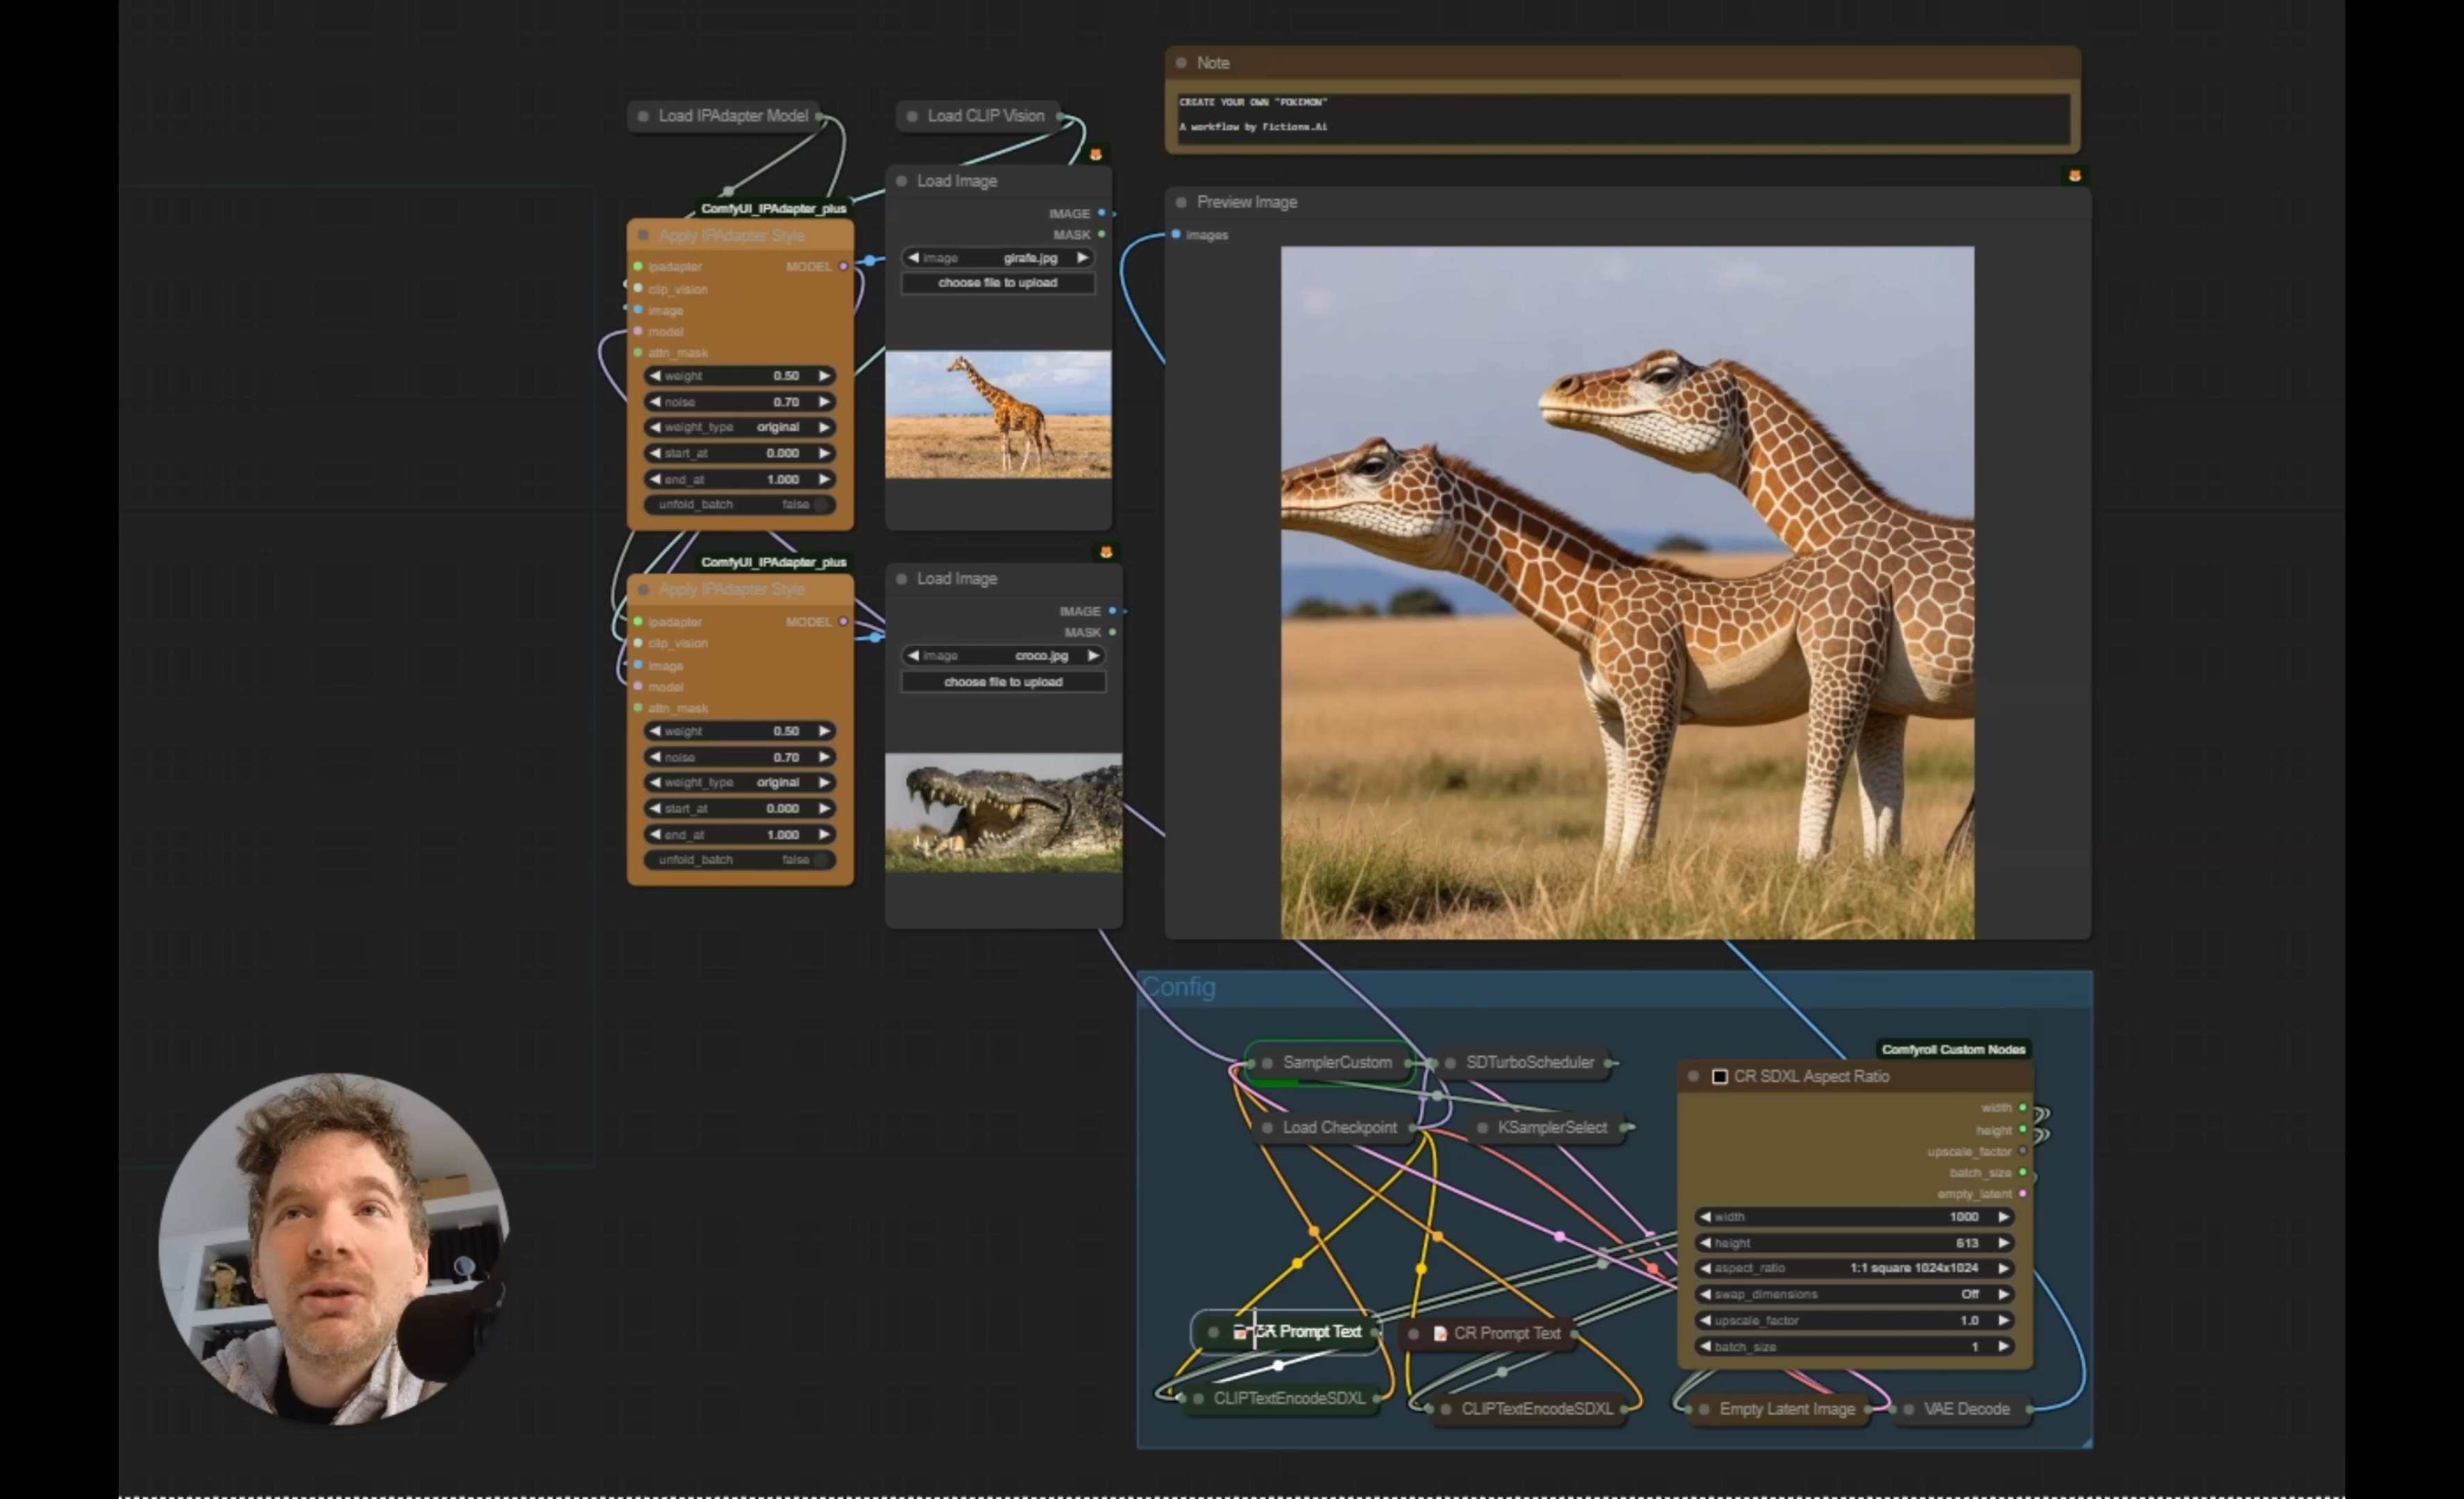 Load IPAdapter Model
Load CLIP Vision
ComfyUI_IPAdapter_plus
Apply IPAdapter Style
ipadapter
MODEL
clip_vision
image
model
attn_mask
weight 0.50
noise 0.70
weight_type original
start_at 0.000
end_at 1.000
unfold_batch false
Load Image
IMAGE
MASK
image girafe.jpg
choose file to upload
ComfyUI_IPAdapter_plus
Apply IPAdapter Style
ipadapter
MODEL
clip_vision
image
model
attn_mask
weight 0.50
noise 0.70
weight_type original
start_at 0.000
end_at 1.000
unfold_batch false
Load Image
IMAGE
MASK
image croco.jpg
choose file to upload
Note
CREATE YOUR OWN "POKEMON"
A workflow by Fictions.Ai
Preview Image
images
Config
SamplerCustom
SDTurboScheduler
Load Checkpoint
KSamplerSelect
CR Prompt Text
CR Prompt Text
CLIPTextEncodeSDXL
CLIPTextEncodeSDXL
Comfyroll Custom Nodes
CR SDXL Aspect Ratio
width
height
upscale_factor
batch_size
empty_latent
width 1000
height 613
aspect_ratio 1:1 square 1024x1024
swap_dimensions Off
upscale_factor 1.0
batch_size 1
Empty Latent Image
VAE Decode